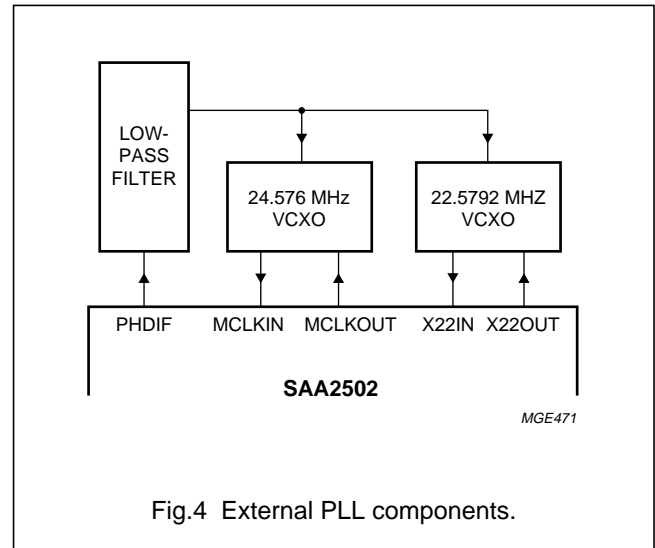 LOW-
PASS
FILTER
24.576 MHz
VCXO
22.5792 MHZ
VCXO
PHDIF MCLKIN MCLKOUT X22IN X22OUT
SAA2502
MGE471
Fig.4 External PLL components.